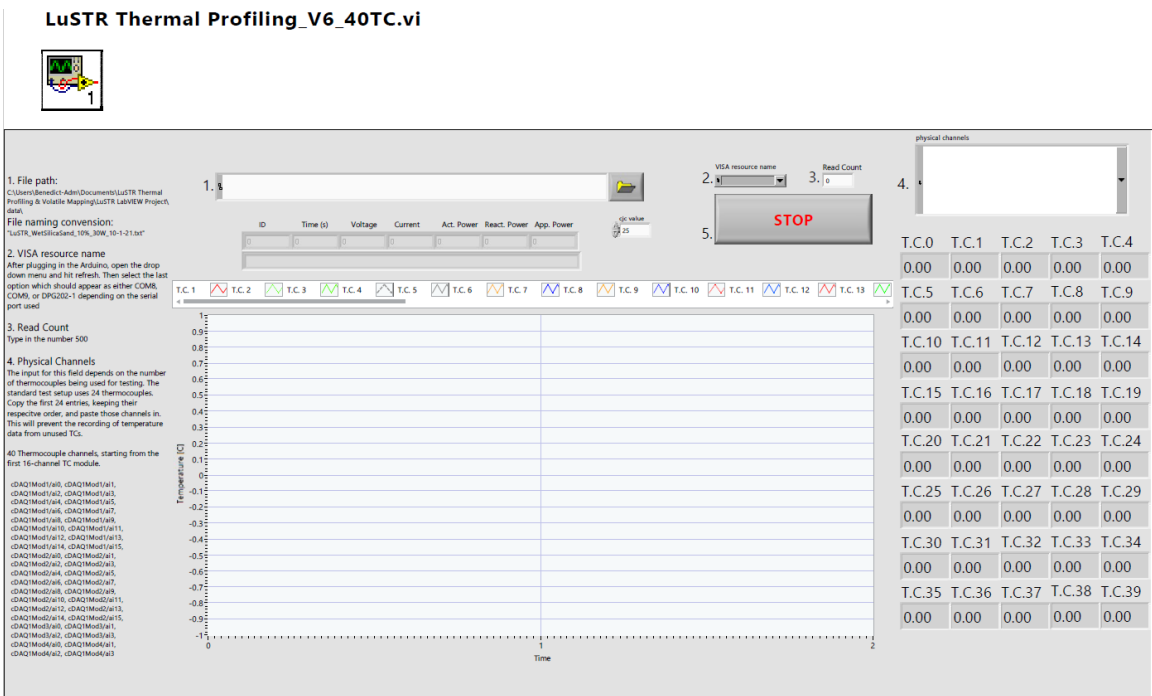 LuSTR Thermal Profiling_V6_40TC.vi
1
1. File path:
C:\Users\Benedict-Adm\Documents\LuSTR Thermal
Profiling & Volatile Mapping\LuSTR LabVIEW Project\
data\
File naming convension:
"LuSTR_WetSilicaSand_10%_30W_10-1-21.txt"
2. VISA resource name
After plugging in the Arduino, open the drop
down menu and hit refresh. Then select the last
option which should appear as either COM8,
COM9, or DPG202-1 depending on the serial
port used
3. Read Count
Type in the number 500
4. Physical Channels
The input for this field depends on the number
of thermocouples being used for testing. The
standard test setup uses 24 thermocouples.
Copy the first 24 entries, keeping their
respecitve order, and paste those channels in.
This will prevent the recording of temperature
data from unused TCs.
40 Thermocouple channels, starting from the
first 16-channel TC module.
cDAQ1Mod1/ai0, cDAQ1Mod1/ai1,
cDAQ1Mod1/ai2, cDAQ1Mod1/ai3,
cDAQ1Mod1/ai4, cDAQ1Mod1/ai5,
cDAQ1Mod1/ai6, cDAQ1Mod1/ai7,
cDAQ1Mod1/ai8, cDAQ1Mod1/ai9,
cDAQ1Mod1/ai10, cDAQ1Mod1/ai11,
cDAQ1Mod1/ai12, cDAQ1Mod1/ai13,
cDAQ1Mod1/ai14, cDAQ1Mod1/ai15,
cDAQ1Mod2/ai0, cDAQ1Mod2/ai1,
cDAQ1Mod2/ai2, cDAQ1Mod2/ai3,
cDAQ1Mod2/ai4, cDAQ1Mod2/ai5,
cDAQ1Mod2/ai6, cDAQ1Mod2/ai7,
cDAQ1Mod2/ai8, cDAQ1Mod2/ai9,
cDAQ1Mod2/ai10, cDAQ1Mod2/ai11,
cDAQ1Mod2/ai12, cDAQ1Mod2/ai13,
cDAQ1Mod2/ai14, cDAQ1Mod2/ai15,
cDAQ1Mod3/ai0, cDAQ1Mod3/ai1,
cDAQ1Mod3/ai2, cDAQ1Mod3/ai3,
cDAQ1Mod4/ai0, cDAQ1Mod4/ai1,
cDAQ1Mod4/ai2, cDAQ1Mod4/ai3
1.
ID Time (s) Voltage Current Act. Power React. Power App. Power
0 0 0 0 0 0 0
cjc value
25
VISA resource name
2.
Read Count
3. 0
5. STOP
physical channels
4.
T.C. 1 T.C. 2 T.C. 3 T.C. 4 T.C. 5 T.C. 6 T.C. 7 T.C. 8 T.C. 9 T.C. 10 T.C. 11 T.C. 12 T.C. 13
Temperature [C]
1
0.9
0.8
0.7
0.6
0.5
0.4
0.3
0.2
0.1
0
-0.1
-0.2
-0.3
-0.4
-0.5
-0.6
-0.7
-0.8
-0.9
-1
0 1 2
Time
T.C.0 T.C.1 T.C.2 T.C.3 T.C.4
0.00 0.00 0.00 0.00 0.00
T.C.5 T.C.6 T.C.7 T.C.8 T.C.9
0.00 0.00 0.00 0.00 0.00
T.C.10 T.C.11 T.C.12 T.C.13 T.C.14
0.00 0.00 0.00 0.00 0.00
T.C.15 T.C.16 T.C.17 T.C.18 T.C.19
0.00 0.00 0.00 0.00 0.00
T.C.20 T.C.21 T.C.22 T.C.23 T.C.24
0.00 0.00 0.00 0.00 0.00
T.C.25 T.C.26 T.C.27 T.C.28 T.C.29
0.00 0.00 0.00 0.00 0.00
T.C.30 T.C.31 T.C.32 T.C.33 T.C.34
0.00 0.00 0.00 0.00 0.00
T.C.35 T.C.36 T.C.37 T.C.38 T.C.39
0.00 0.00 0.00 0.00 0.00